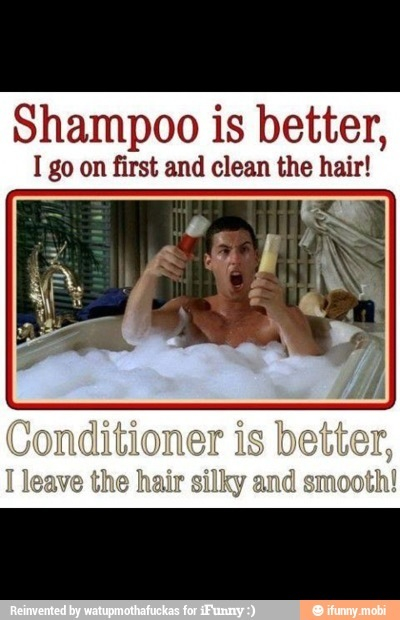 Shampoo is better,
I go on first and clean the hair!
Conditioner is better,
I leave the hair silky and smooth!
Reinvented by watupmothafuckas for iFunny :)
ifunny.mobi